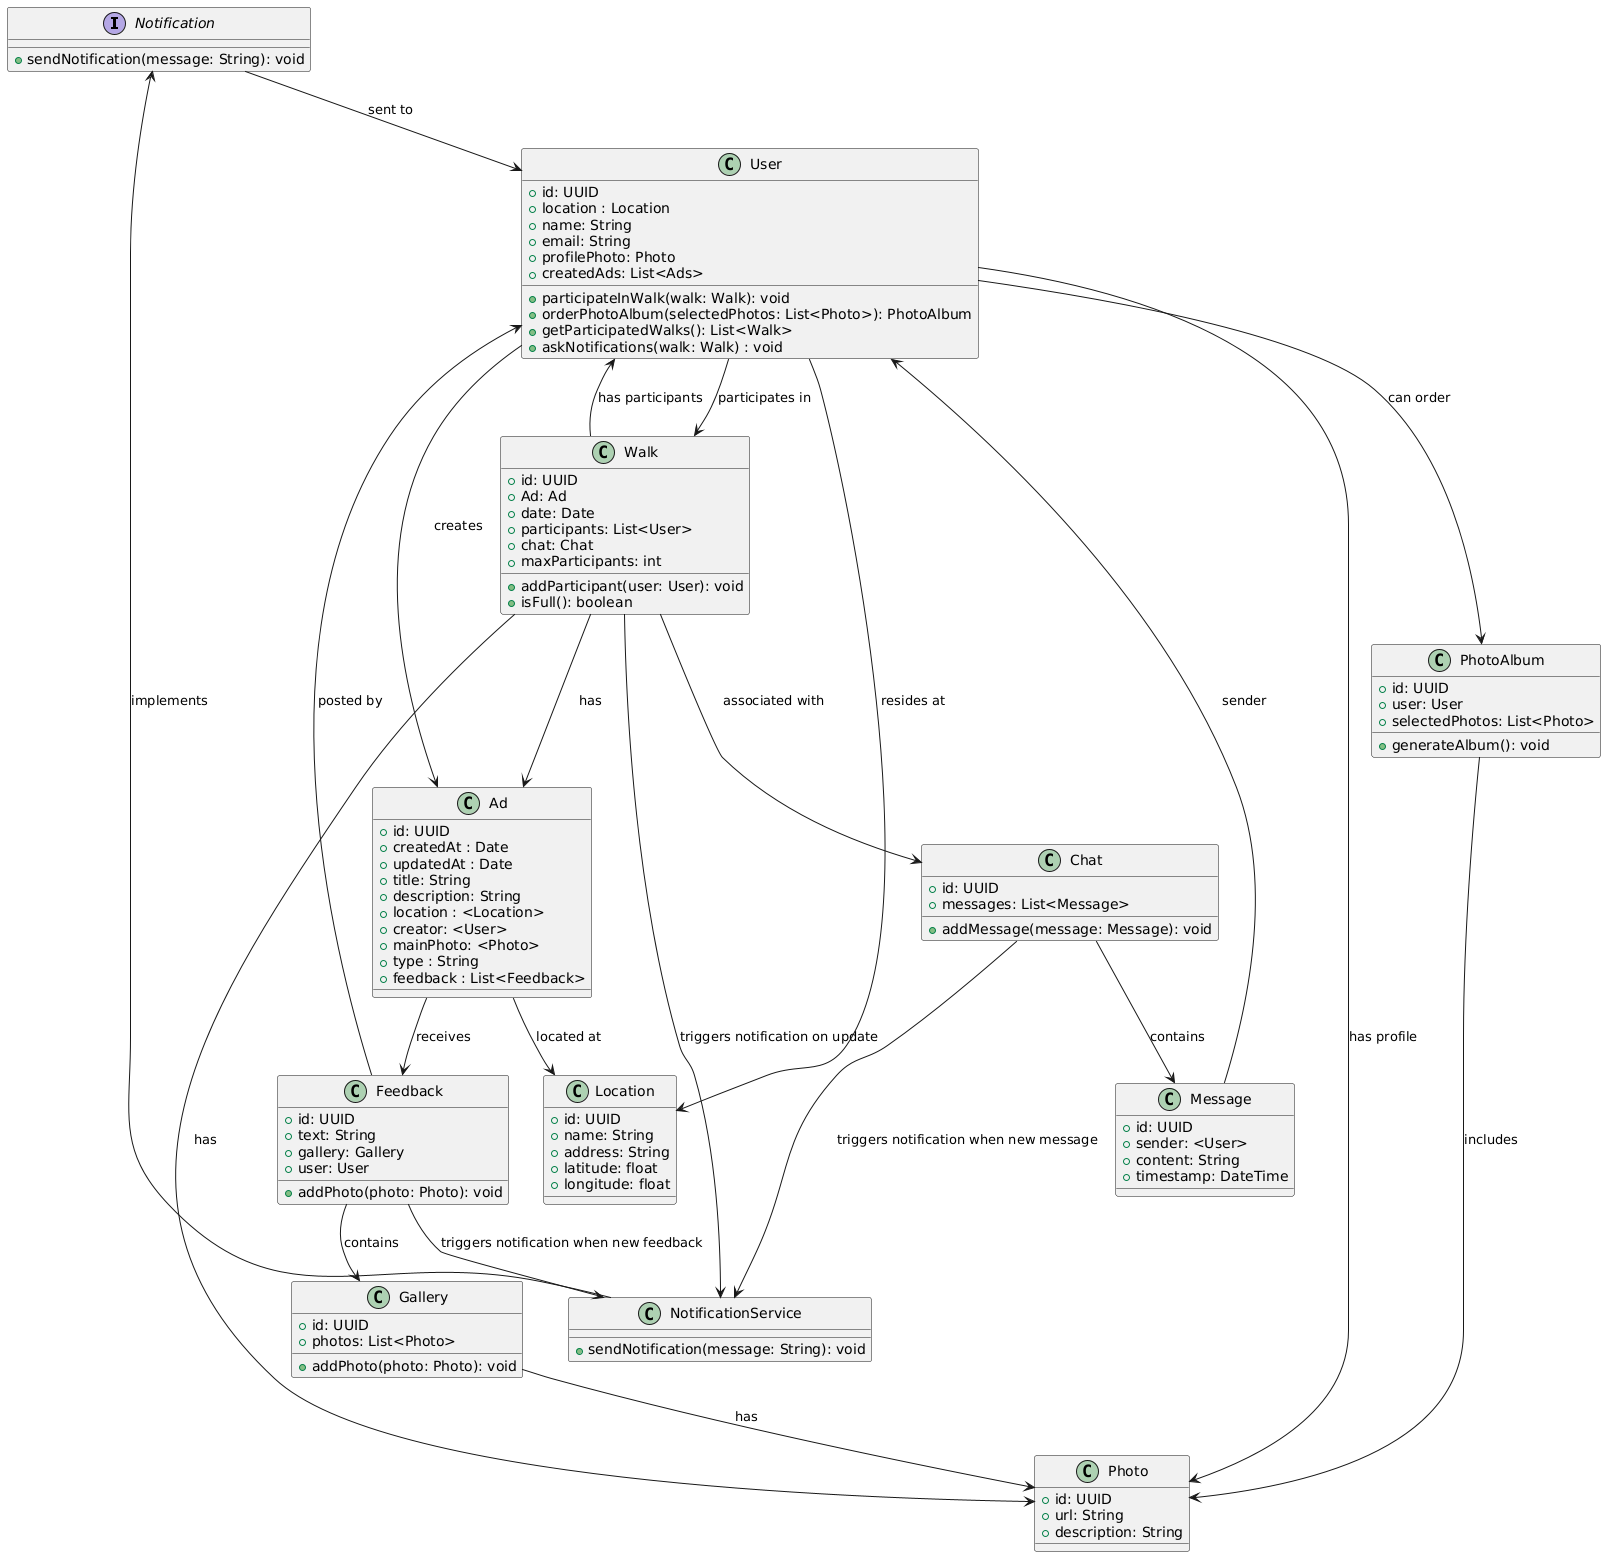 I Notification
sendNotification(message: String): void
sent to
C User
id: UUID
location : Location
name: String
email: String
profilePhoto: Photo
createdAds: List<Ads>
participateInWalk(walk: Walk): void
orderPhotoAlbum(selectedPhotos: List<Photo>): PhotoAlbum
getParticipatedWalks(): List<Walk>
askNotifications(walk: Walk) : void
has participants
participates in
can order
C Walk
id: UUID
Ad: Ad
date: Date
participants: List<User>
chat: Chat
maxParticipants: int
addParticipant(user: User): void
isFull(): boolean
creates
implements
posted by
has
associated with
resides at
sender
C PhotoAlbum
id: UUID
user: User
selectedPhotos: List<Photo>
generateAlbum(): void
C Ad
id: UUID
createdAt : Date
updatedAt : Date
title: String
description: String
location : <Location>
creator: <User>
mainPhoto: <Photo>
type : String
feedback : List<Feedback>
C Chat
id: UUID
messages: List<Message>
addMessage(message: Message): void
receives
located at
triggers notification on update
contains
has profile
C Feedback
id: UUID
text: String
gallery: Gallery
user: User
addPhoto(photo: Photo): void
C Location
id: UUID
name: String
address: String
latitude: float
longitude: float
C Message
id: UUID
sender: <User>
content: String
timestamp: DateTime
has
triggers notification when new message
includes
contains
triggers notification when new feedback
C Gallery
id: UUID
photos: List<Photo>
addPhoto(photo: Photo): void
C NotificationService
sendNotification(message: String): void
has
C Photo
id: UUID
url: String
description: String